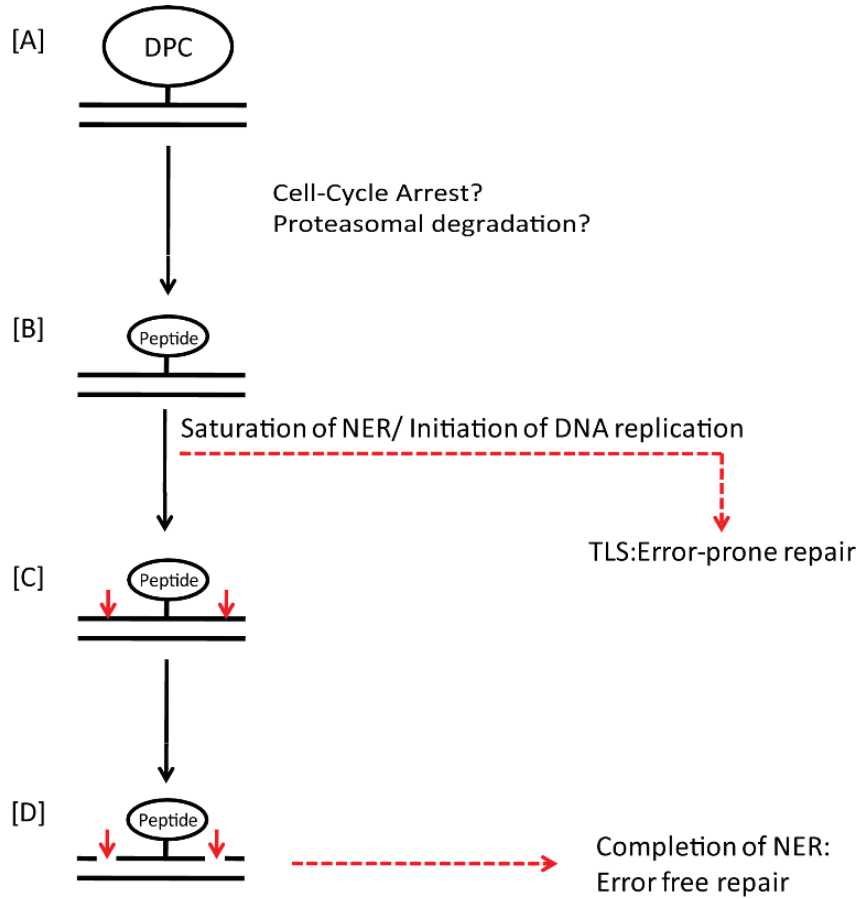 [A]
DPC
Cell-Cycle Arrest?
Proteasomal degradation?
[B]
Peptide
Saturation of NER/ Initiation of DNA replication
TLS:Error-prone repair
[C]
Peptide
[D]
Peptide
Completion of NER:
Error free repair